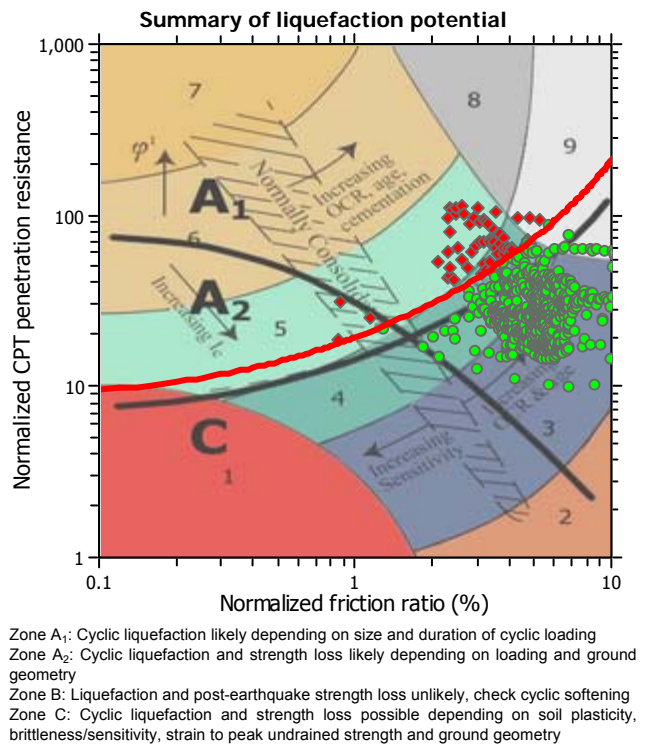 Summary of liquefaction potential
1,000
100
10
1
Normalized CPT penetration resistance
7
8
9
φ'
A1
Normally Consolid
Increasing
OCR, age,
cementation
6
A2
Increasing Ic
5
4
C
1
Increasing
Sensitivity
Increasing
OCR & age
3
2
0.1
1
10
Normalized friction ratio (%)
Zone A1: Cyclic liquefaction likely depending on size and duration of cyclic loading
Zone A2: Cyclic liquefaction and strength loss likely depending on loading and ground
geometry
Zone B: Liquefaction and post-earthquake strength loss unlikely, check cyclic softening
Zone C: Cyclic liquefaction and strength loss possible depending on soil plasticity,
brittleness/sensitivity, strain to peak undrained strength and ground geometry